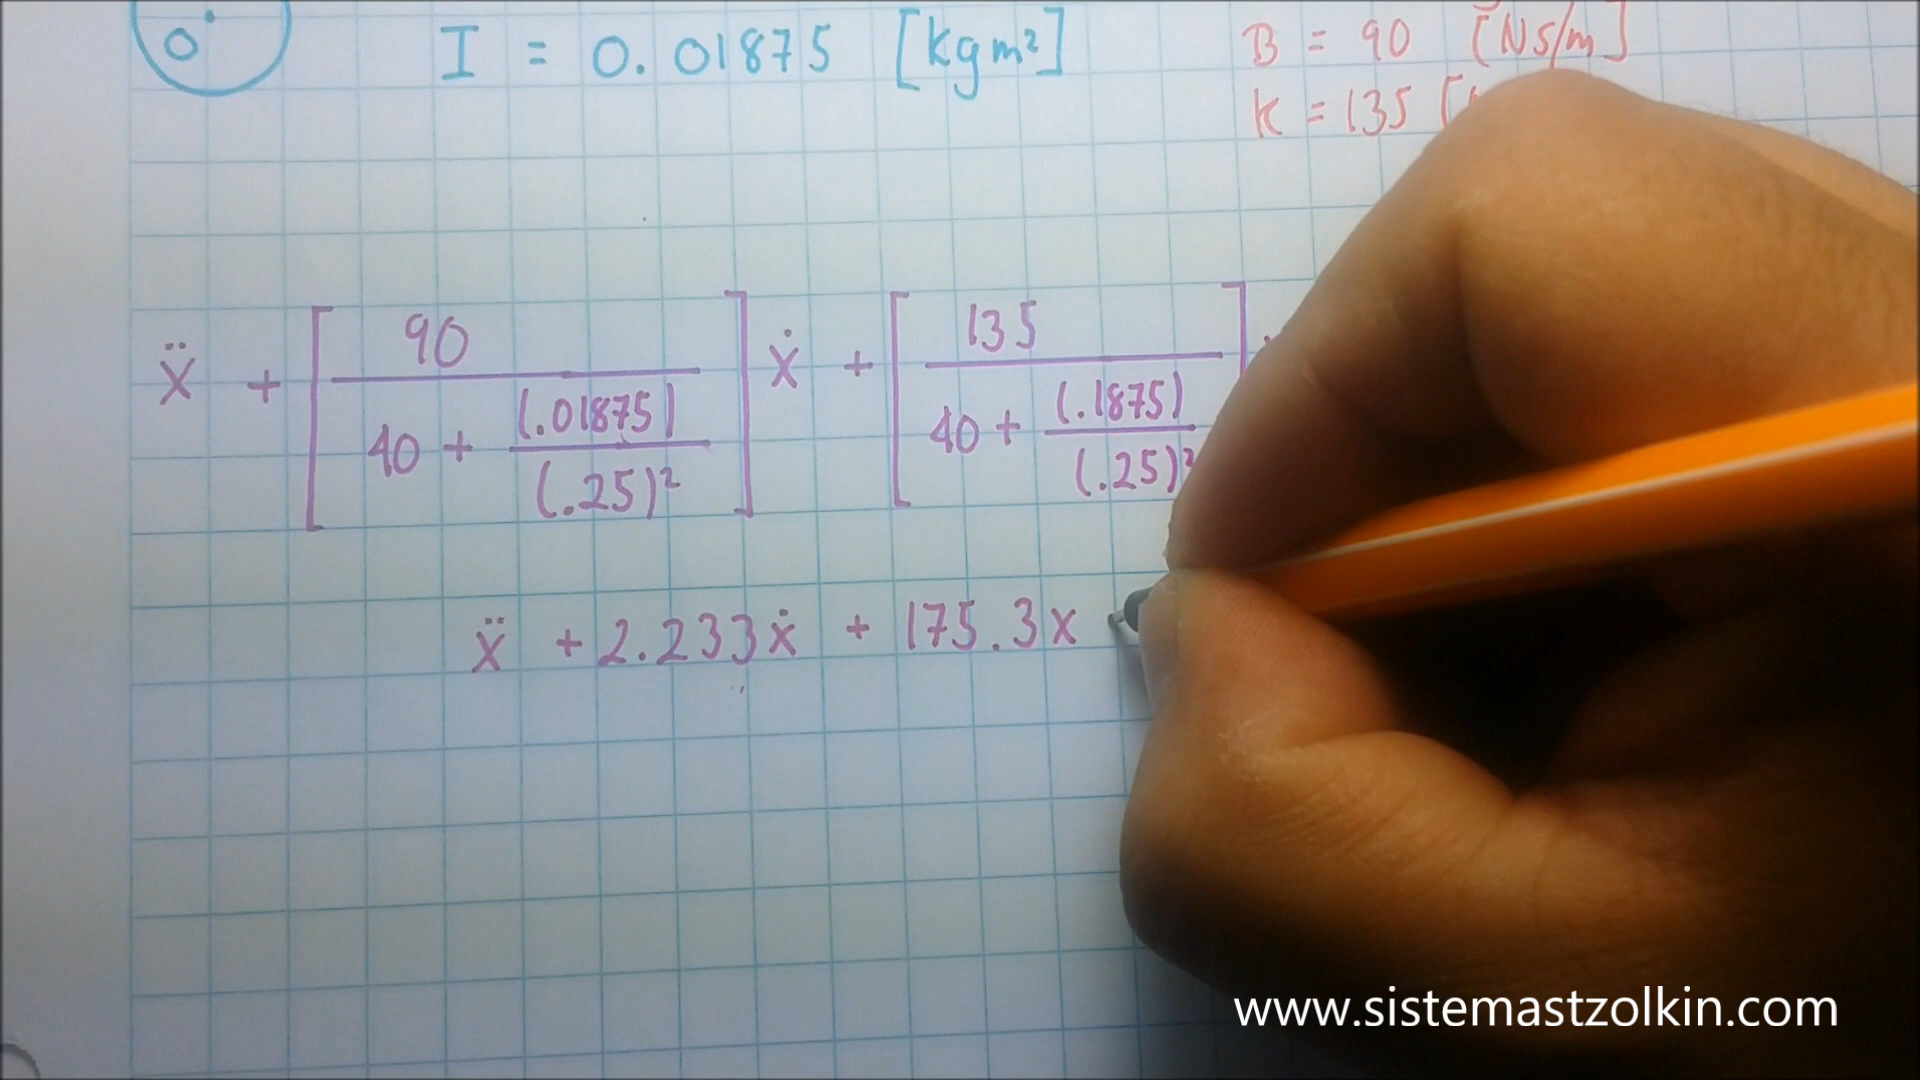 O
I = 0.01875 [kgm²]
B = 90 [Ns/m]
K = 135 [
ẍ + [90 / (40 + (.01875)/(.25)²)] ẋ + [135 / (40 + (.1875)/(.25)²)]
ẍ + 2.233ẋ + 175.3x
www.sistemastzolkin.com